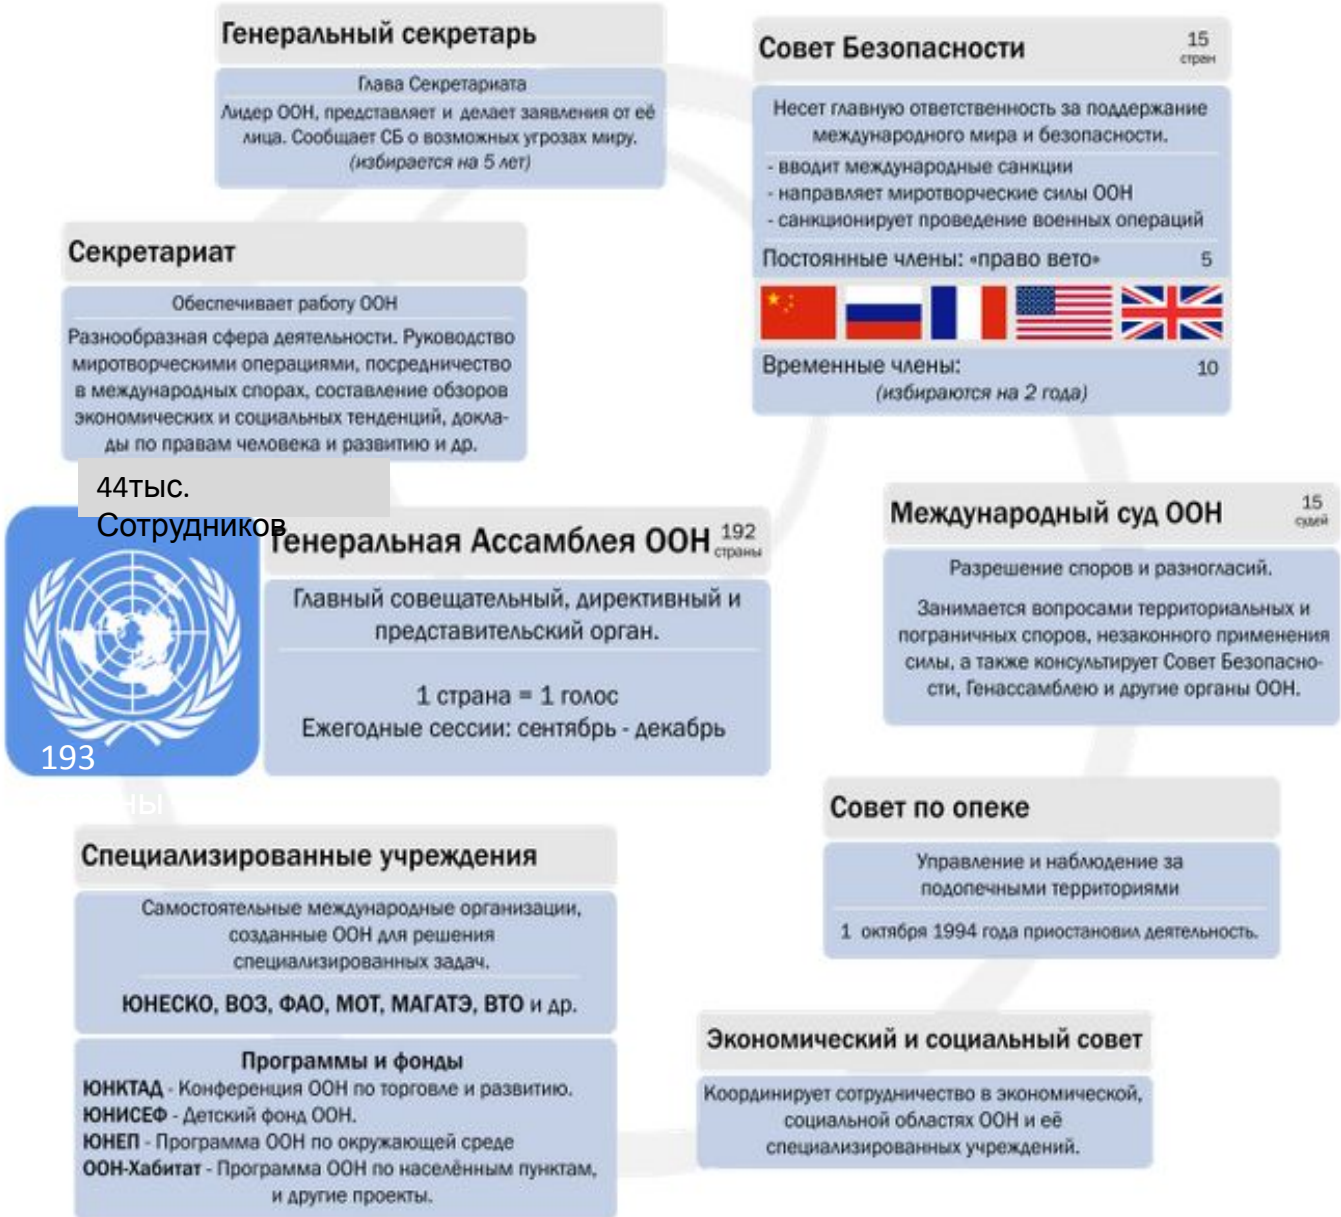 Генеральный секретарь
Глава Секретариата
Лидер ООН, представляет и делает заявления от её
лица. Сообщает СБ о возможных угрозах миру.
(избирается на 5 лет)
Совет Безопасности
15
стран
Несет главную ответственность за поддержание
международного мира и безопасности.
- вводит международные санкции
- направляет миротворческие силы ООН
- санкционирует проведение военных операций
Постоянные члены: «право вето» 5
Временные члены: 10
(избираются на 2 года)
Секретариат
Обеспечивает работу ООН
Разнообразная сфера деятельности. Руководство
миротворческими операциями, посредничество
в международных спорах, составление обзоров
экономических и социальных тенденций, докла-
ды по правам человека и развитию и др.
44тыс.
Сотрудников
Генеральная Ассамблея ООН
192
страны
Главный совещательный, директивный и
представительский орган.
1 страна = 1 голос
Ежегодные сессии: сентябрь - декабрь
193
Международный суд ООН
15
судей
Разрешение споров и разногласий.
Занимается вопросами территориальных и
пограничных споров, незаконного применения
силы, а также консультирует Совет Безопасно-
сти, Генассамблею и другие органы ООН.
Совет по опеке
Управление и наблюдение за
подопечными территориями
1 октября 1994 года приостановил деятельность.
Специализированные учреждения
Самостоятельные международные организации,
созданные ООН для решения
специализированных задач.
ЮНЕСКО, ВОЗ, ФАО, МОТ, МАГАТЭ, ВТО и др.
Программы и фонды
ЮНКТАД - Конференция ООН по торговле и развитию.
ЮНИСЕФ - Детский фонд ООН.
ЮНЕП - Программа ООН по окружающей среде
ООН-Хабитат - Программа ООН по населённым пунктам,
и другие проекты.
Экономический и социальный совет
Координирует сотрудничество в экономической,
социальной областях ООН и её
специализированных учреждений.